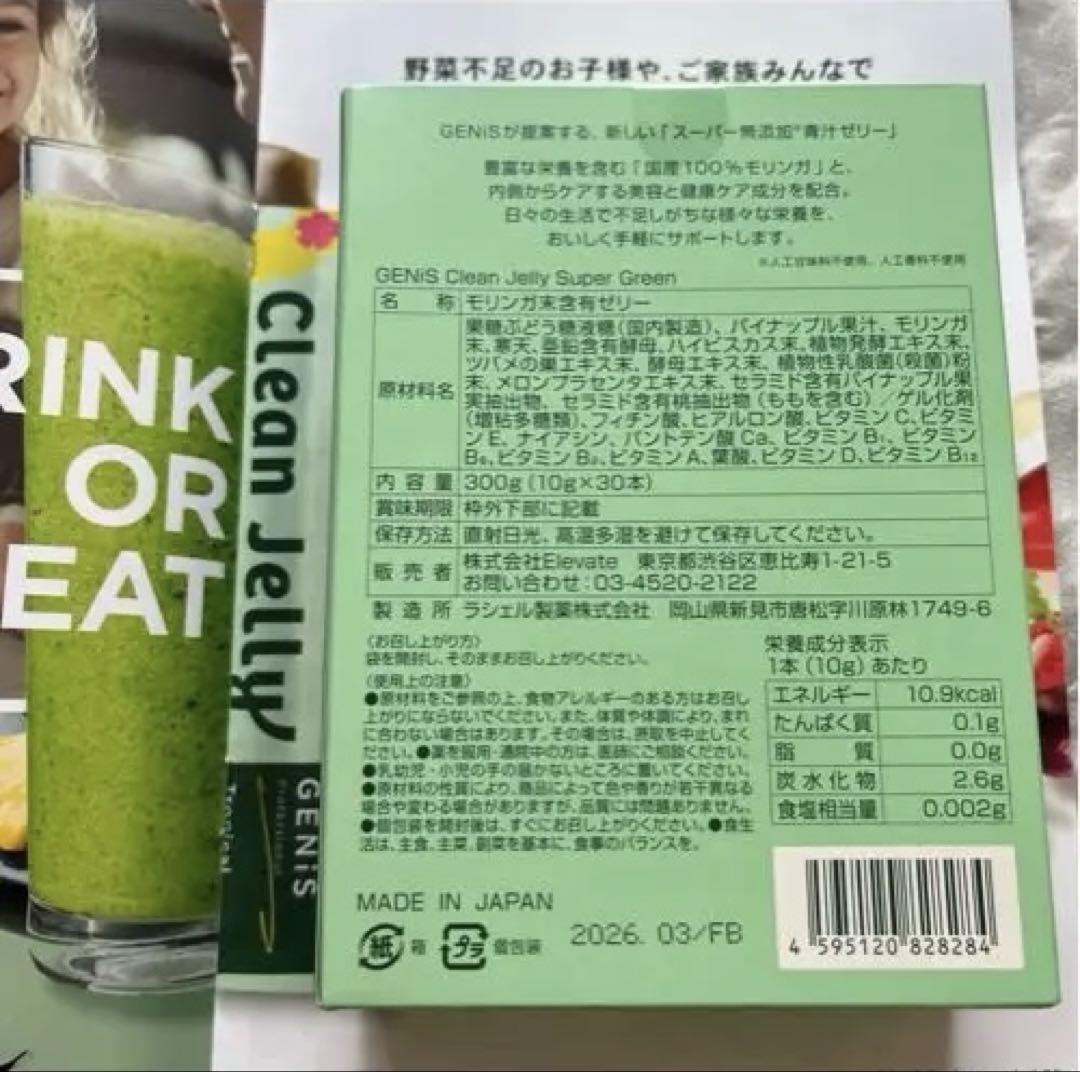 野菜不足のお子様や、ご家族みんなで
GENiSが提案する、新しい「スーパー無添加※青汁ゼリー」
豊富な栄養を含む「国産100%モリンガ」と、
内側からケアする美容と健康ケア成分を配合。
日々の生活で不足しがちな様々な栄養を、
おいしく手軽にサポートします。
※人工甘味料不使用、人工香料不使用
GENiS Clean Jelly Super Green
名 称 モリンガ末含有ゼリー
原材料名
果糖ぶどう糖液糖(国内製造)、パイナップル果汁、モリンガ
末、寒天、亜鉛含有酵母、ハイビスカス末、植物発酵エキス末、
ツバメの巣エキス末、酵母エキス末、植物性乳酸菌(殺菌)粉
末、メロンプラセンタエキス末、セラミド含有パイナップル果
実抽出物、セラミド含有桃抽出物(ももを含む)/ゲル化剤
(増粘多糖類)、フィチン酸、ヒアルロン酸、ビタミンC、ビタミ
ンE、ナイアシン、パントテン酸Ca、ビタミンB₁、ビタミン
B₆、ビタミンB₂、ビタミンA、葉酸、ビタミンD、ビタミンB₁₂
内容量 300g(10g×30本)
賞味期限 枠外下部に記載
保存方法 直射日光、高温多湿を避けて保存してください。
販売者 株式会社Elevate 東京都渋谷区恵比寿1-21-5
お問い合わせ:03-4520-2122
製造所 ラシェル製薬株式会社 岡山県新見市唐松字川原林1749-6
〈お召し上がり方〉
袋を開封し、そのままお召し上がりください。
〈使用上の注意〉
●原材料をご参照の上、食物アレルギーのある方はお召し
上がりにならないでください。また、体質や体調により、まれ
に合わない場合はあります。その場合は、摂取を中止してく
ださい。●薬を服用・通院中の方は、医師にご相談ください。
●乳幼児・小児の手の届かないところに置いてください。
●原材料の性質により、商品によって色や香りが若干異なる
場合や変わる場合がありますが、品質には問題ありません。
●個包装を開封後は、すぐにお召し上がりください。●食生
活は、主食、主菜、副菜を基本に、食事のバランスを。
栄養成分表示
1本(10g)あたり
エネルギー 10.9kcal
たんぱく質 0.1g
脂 質 0.0g
炭水化物 2.6g
食塩相当量 0.002g
MADE IN JAPAN
紙 箱 プラ 個包装 2026. 03/FB
4 595120 828284
RINK
OR
EAT
Clean Jelly
GENiS
Professional